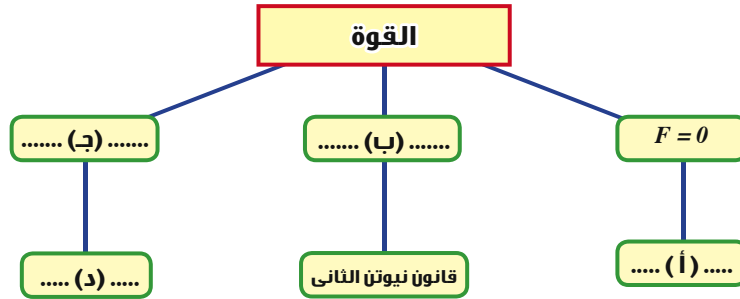 القوة
F = 0
....... (ب) .......
....... (جـ) .......
..... (أ) .....
قانون نيوتن الثانى
..... (د) .....